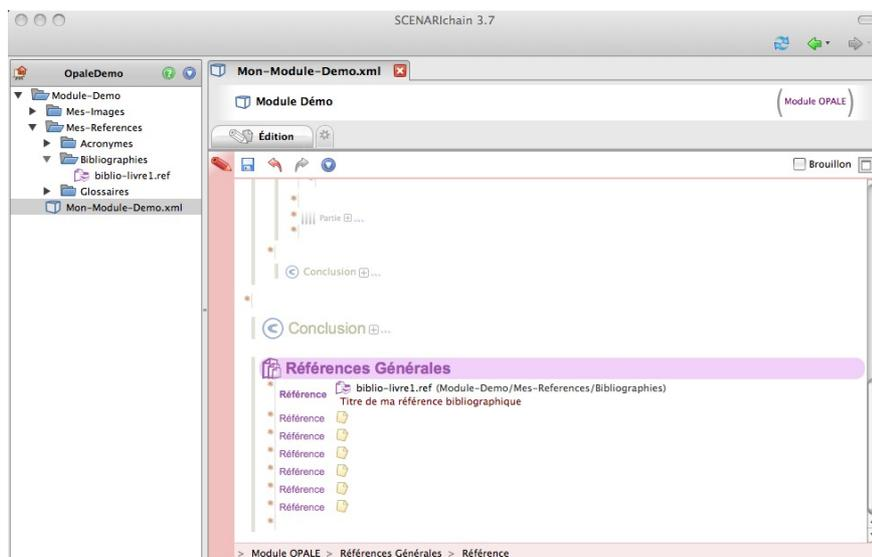 SCENARIchain 3.7
OpaleDemo
Module-Demo
Mes-Images
Mes-References
Acronymes
Bibliographies
biblio-livre1.ref
Glossaires
Mon-Module-Demo.xml
Mon-Module-Demo.xml
Module Démo
Module OPALE
Édition
Brouillon
Partie ...
Conclusion ...
Conclusion ...
Références Générales
Référence biblio-livre1.ref (Module-Demo/Mes-References/Bibliographies)
Titre de ma référence bibliographique
Référence
Référence
Référence
Référence
Référence
Référence
> Module OPALE > Références Générales > Référence